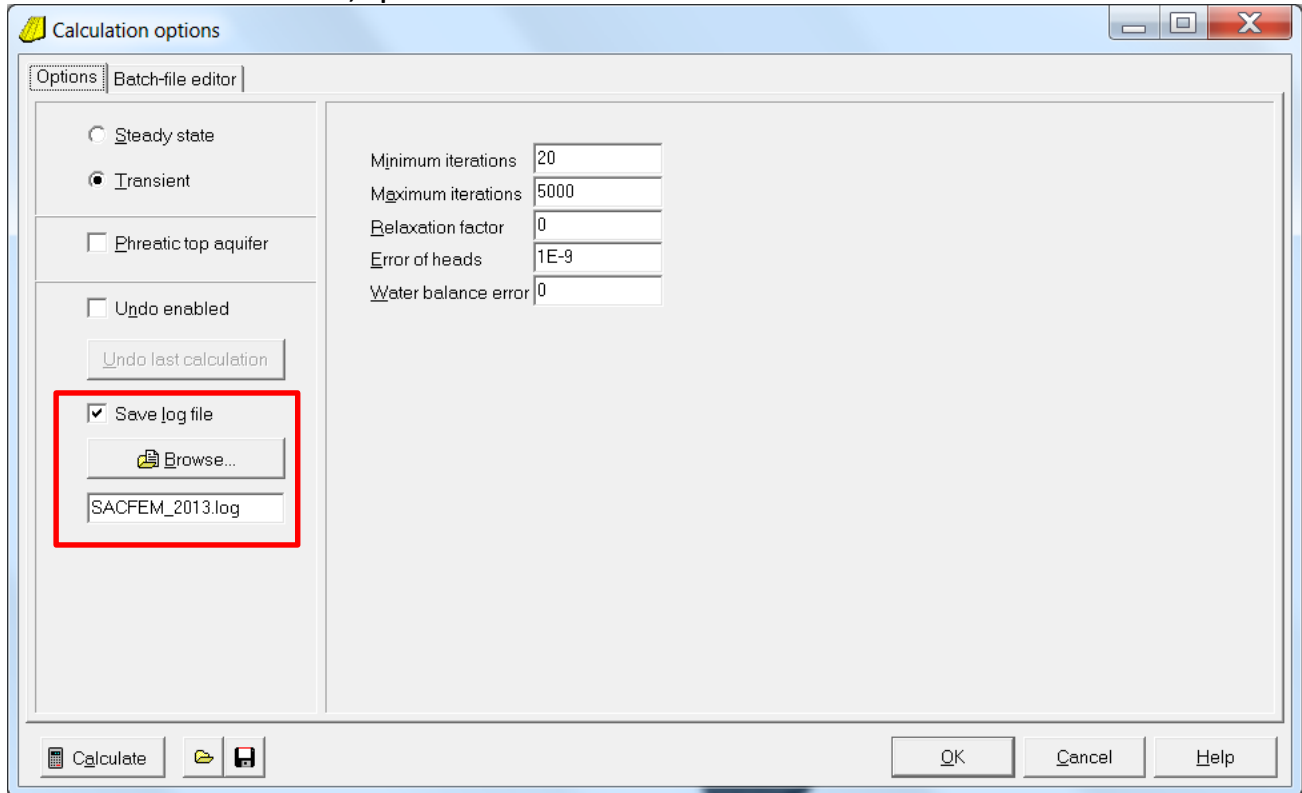 Calculation options
Options Batch-file editor
Steady state
Transient
Phreatic top aquifer
Undo enabled
Undo last calculation
Save log file
Browse...
SACFEM_2013.log
Minimum iterations 20
Maximum iterations 5000
Relaxation factor 0
Error of heads 1E-9
Water balance error 0
Calculate
OK Cancel Help